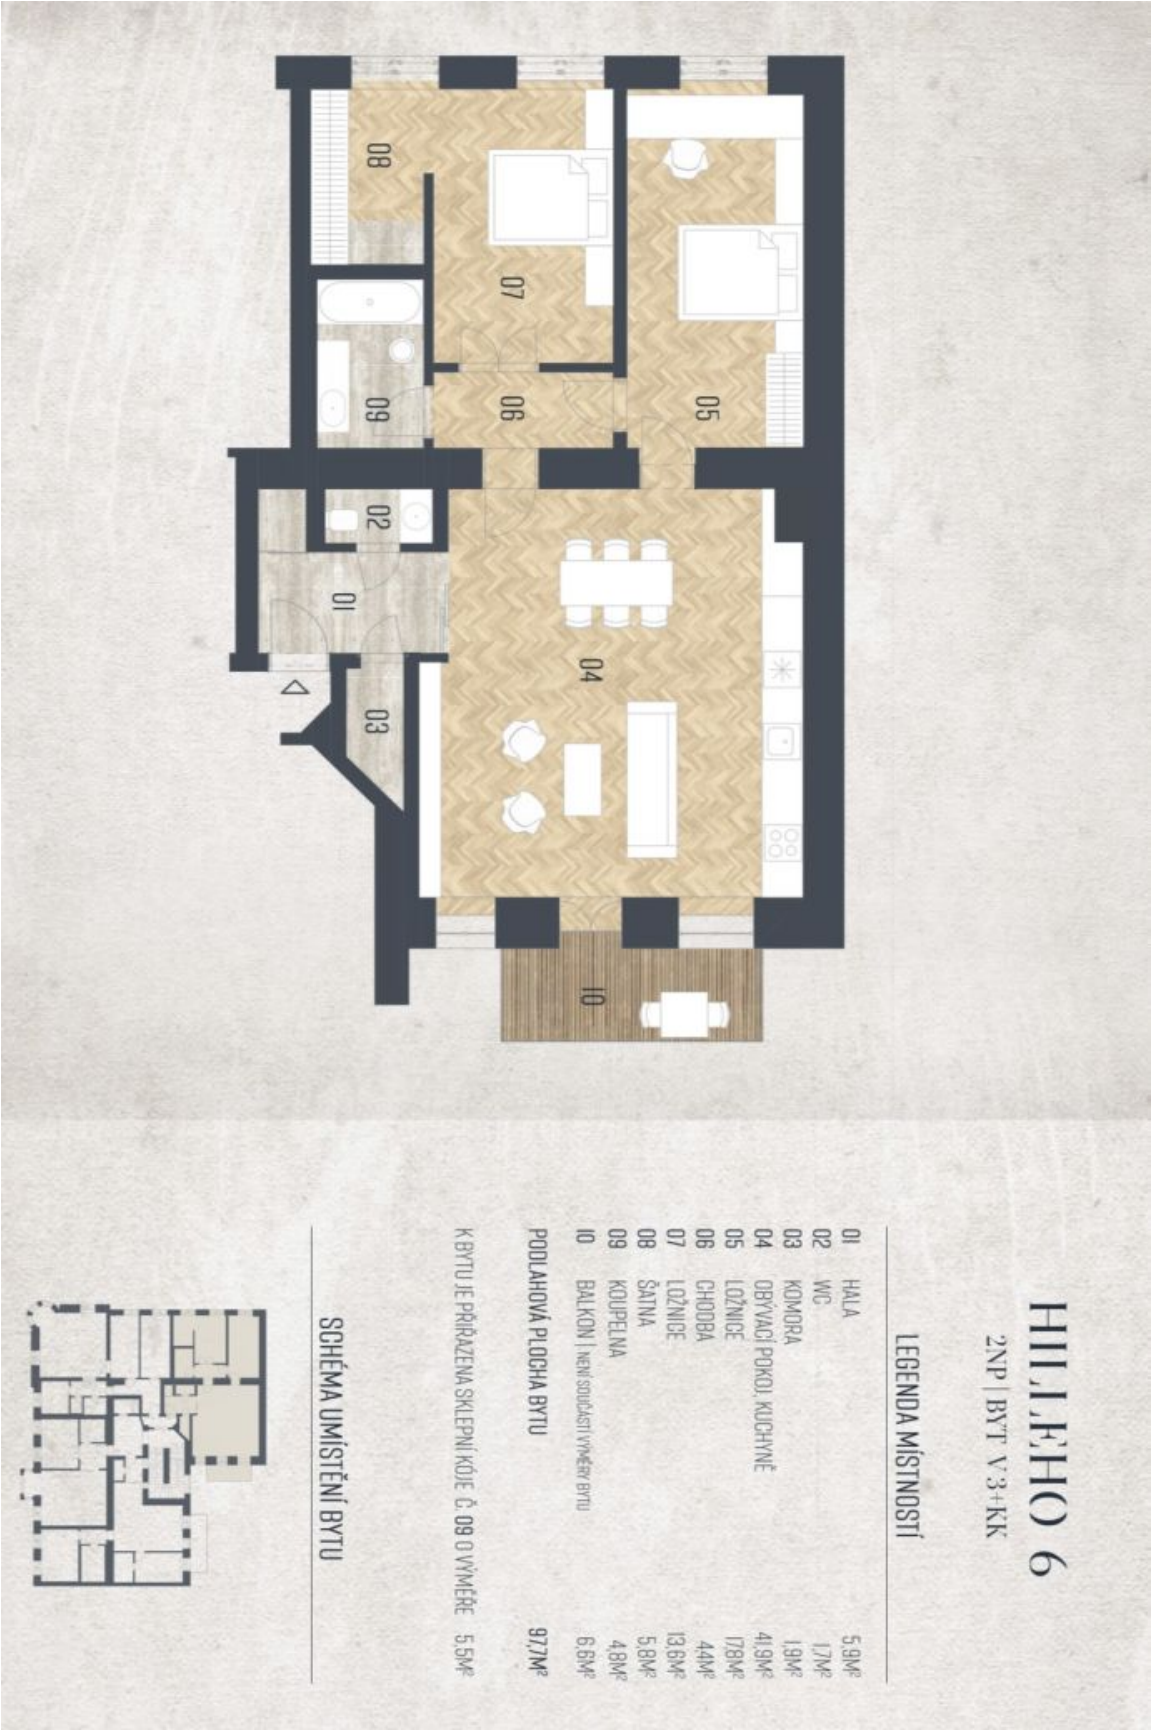 08
07
05
09
06
02
01
04
03
10
HILLEHO 6
2NP | BYT V 3+KK
LEGENDA MÍSTNOSTÍ
01 HALA 5,9M²
02 WC 1,7M²
03 KOMORA 1,9M²
04 OBÝVACÍ POKOJ, KUCHYNĚ 41,9M²
05 LOŽNICE 17,8M²
06 CHODBA 4,4M²
07 LOŽNICE 13,6M²
08 ŠATNA 5,8M²
09 KOUPELNA 4,8M²
10 BALKON | NENÍ SOUČÁSTÍ VÝMĚRY BYTU 6,6M²
PODLAHOVÁ PLOCHA BYTU 97,7M²
K BYTU JE PŘIŘAZENA SKLEPNÍ KÓJE Č. 09 O VÝMĚŘE 5,5M²
SCHÉMA UMÍSTĚNÍ BYTU